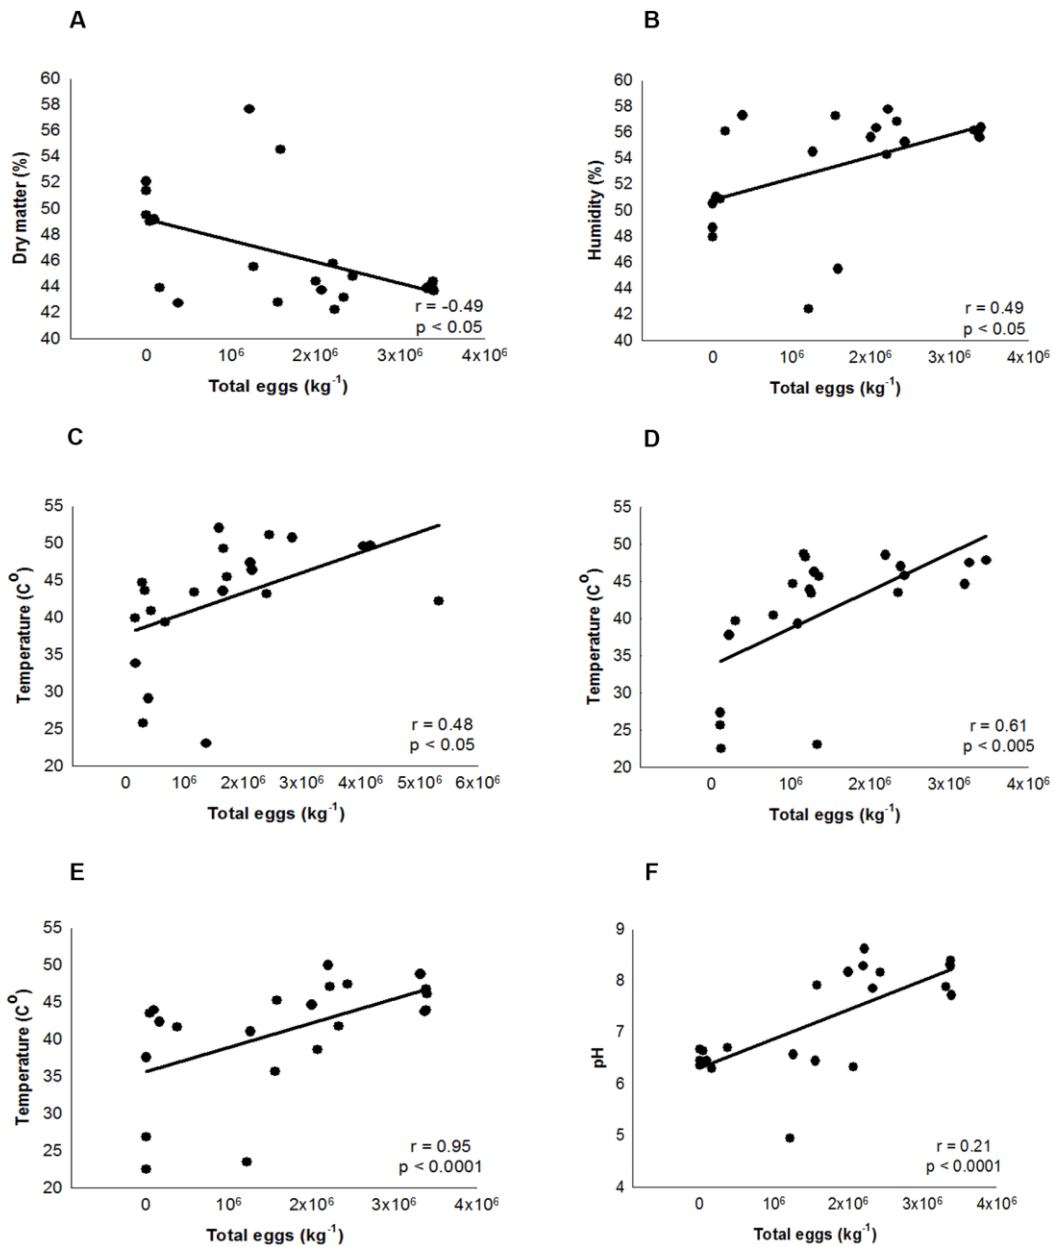 A
60
58
56
54
52
50
48
46
44
42
40
Dry matter (%)
r = -0.49
p < 0.05
0 10⁶ 2x10⁶ 3x10⁶ 4x10⁶
Total eggs (kg⁻¹)
B
60
58
56
54
52
50
48
46
44
42
40
Humidity (%)
r = 0.49
p < 0.05
0 10⁶ 2x10⁶ 3x10⁶ 4x10⁶
Total eggs (kg⁻¹)
C
55
50
45
40
35
30
25
20
Temperature (C⁰)
r = 0.48
p < 0.05
0 10⁶ 2x10⁶ 3x10⁶ 4x10⁶ 5x10⁶ 6x10⁶
Total eggs (kg⁻¹)
D
55
50
45
40
35
30
25
20
Temperature (C⁰)
r = 0.61
p < 0.005
0 10⁶ 2x10⁶ 3x10⁶ 4x10⁶
Total eggs (kg⁻¹)
E
55
50
45
40
35
30
25
20
Temperature (C⁰)
r = 0.95
p < 0.0001
0 10⁶ 2x10⁶ 3x10⁶ 4x10⁶
Total eggs (kg⁻¹)
F
9
8
7
6
5
4
pH
r = 0.21
p < 0.0001
0 10⁶ 2x10⁶ 3x10⁶ 4x10⁶
Total eggs (kg⁻¹)